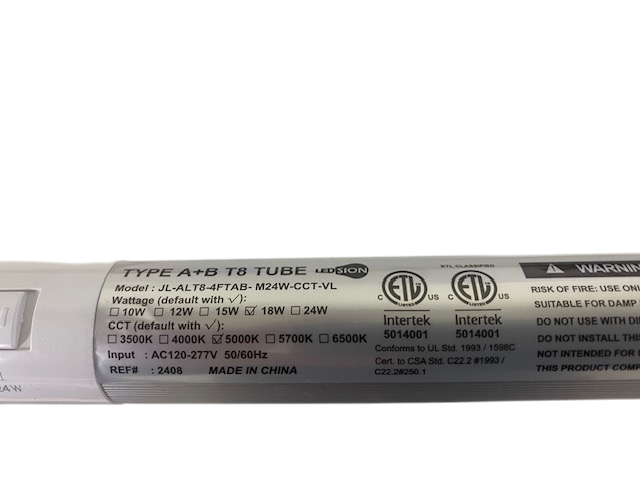 TYPE A+B T8 TUBE LEDSION
Model : JL-ALT8-4FTAB- M24W-CCT-VL
Wattage (default with √):
☐ 10W ☐ 12W ☐ 15W ☑ 18W ☐ 24W
CCT (default with √):
☐ 3500K ☐ 4000K ☑ 5000K ☐ 5700K ☐ 6500K
Input : AC120-277V 50/60Hz
REF# : 2408 MADE IN CHINA
ETL CLASSIFIED
C ETL US
Intertek
5014001
C ETL US
Intertek
5014001
Conforms to UL Std. 1993 / 1598C
Cert. to CSA Std. C22.2 #1993 /
C22.2#250.1
WARNIN
RISK OF FIRE: USE ONL
SUITABLE FOR DAMP
DO NOT USE WITH DI
DO NOT INSTALL THIS
NOT INTENDED FOR
THIS PRODUCT COMP
24W